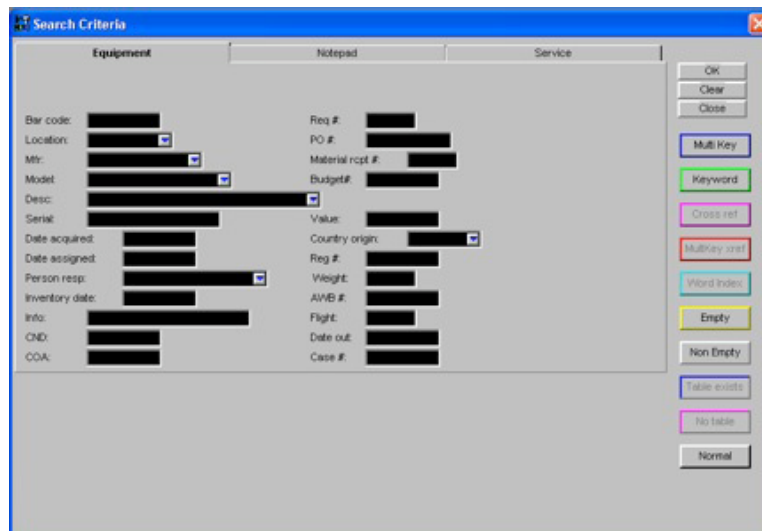 Search Criteria
Equipment Notepad Service
OK
Clear
Close
Bar code: Req #:
Location: PO #:
Mfr: Material rcpt #:
Model: Budget#:
Desc:
Serial: Value:
Date acquired: Country origin:
Date assigned: Reg #:
Person resp: Weight:
Inventory date: AWB #:
Info: Flight:
CND: Date out:
COA: Case #:
Multi Key
Keyword
Cross ref
MultiKey xref
Word Index
Empty
Non Empty
Table exists
No table
Normal